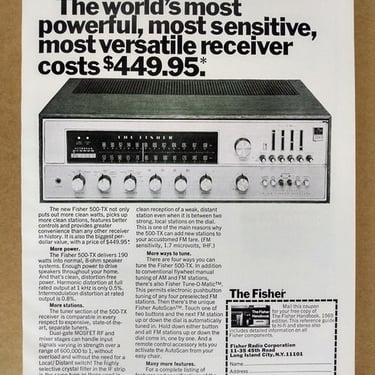 The world's most
powerful, most sensitive,
most versatile receiver
costs $449.95.*
THE FISHER
The new Fisher 500-TX not only
puts out more clean watts, picks up
more clean stations, features better
controls and provides greater
convenience than any other receiver
in history. It is also the biggest per-
dollar value, with a price of $449.95.*
More power.
The Fisher 500-TX delivers 190
watts into normal, 8-ohm speaker
systems. Enough power to drive
speakers throughout your home.
And that's clean, distortion-free
power. Harmonic distortion at full
rated output at 1 kHz is only 0.5%.
Intermodulation distortion at rated
output is 0.8%.
More stations.
The tuner section of the 500-TX
is comparable in every
respect to expensive, state-of-the-
art, separate tuners.
Dual-gate MOSFET RF and
mixer stages can handle input
signals varying in strength over a
range of 600,000 to 1, without
overload and without the need for a
Local/Distant switch! The highly
selective crystal filter in the IF strip
clean reception of a weak, distant
station even when it is between two
strong, local stations on the dial.
This is one of the main reasons why
the 500-TX can add new stations to
your accustomed FM fare. (FM
sensitivity, 1.7 microvolts, IHF.)
More ways to tune.
There are four ways you can
tune the Fisher 500-TX. In addition
to conventional flywheel manual
tuning of AM and FM stations,
there's also Fisher Tune-O-Matic.™
This permits electronic pushbutton
tuning of any four preselected FM
stations. Then there's the unique
Fisher AutoScan.™ Touch one of
two buttons and the next FM station
up or down the dial is automatically
tuned in. Hold down either button
and all FM stations up or down the
dial come in, one by one. And a
remote control accessory lets you
activate the AutoScan from your
easy chair.
Many more features.
For a complete listing of
The Fisher
The Fisher
Handbook
Mail this coupon
for your free copy of
The Fisher Handbook, 1969
edition. This reference guide
to hi-fi and stereo also
includes detailed information on all
Fisher components.
Fisher Radio Corporation
11-35 45th Road
Long Island City, N.Y. 11101
Name